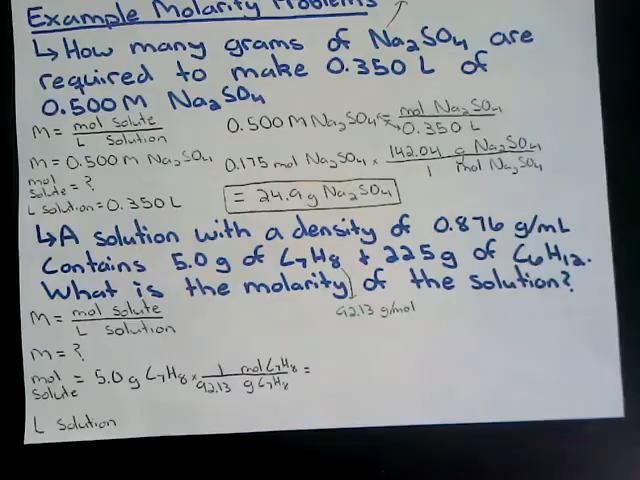 Example Molarity Problems
↳How many grams of Na₂SO₄ are
required to make 0.350 L of
0.500 M Na₂SO₄
M = mol solute / L solution
0.500 M Na₂SO₄ = mol Na₂SO₄ / 0.350 L
M = 0.500 M Na₂SO₄
0.175 mol Na₂SO₄ × 142.04 g Na₂SO₄ / 1 mol Na₂SO₄
mol solute = ?
L solution = 0.350 L
= 24.9 g Na₂SO₄
↳A solution with a density of 0.876 g/mL
contains 5.0 g of C₇H₈ + 225 g of C₆H₁₂.
What is the molarity of the solution?
92.13 g/mol
M = mol solute / L solution
M = ?
mol solute = 5.0 g C₇H₈ × 1 mol C₇H₈ / 92.13 g C₇H₈ =
L solution